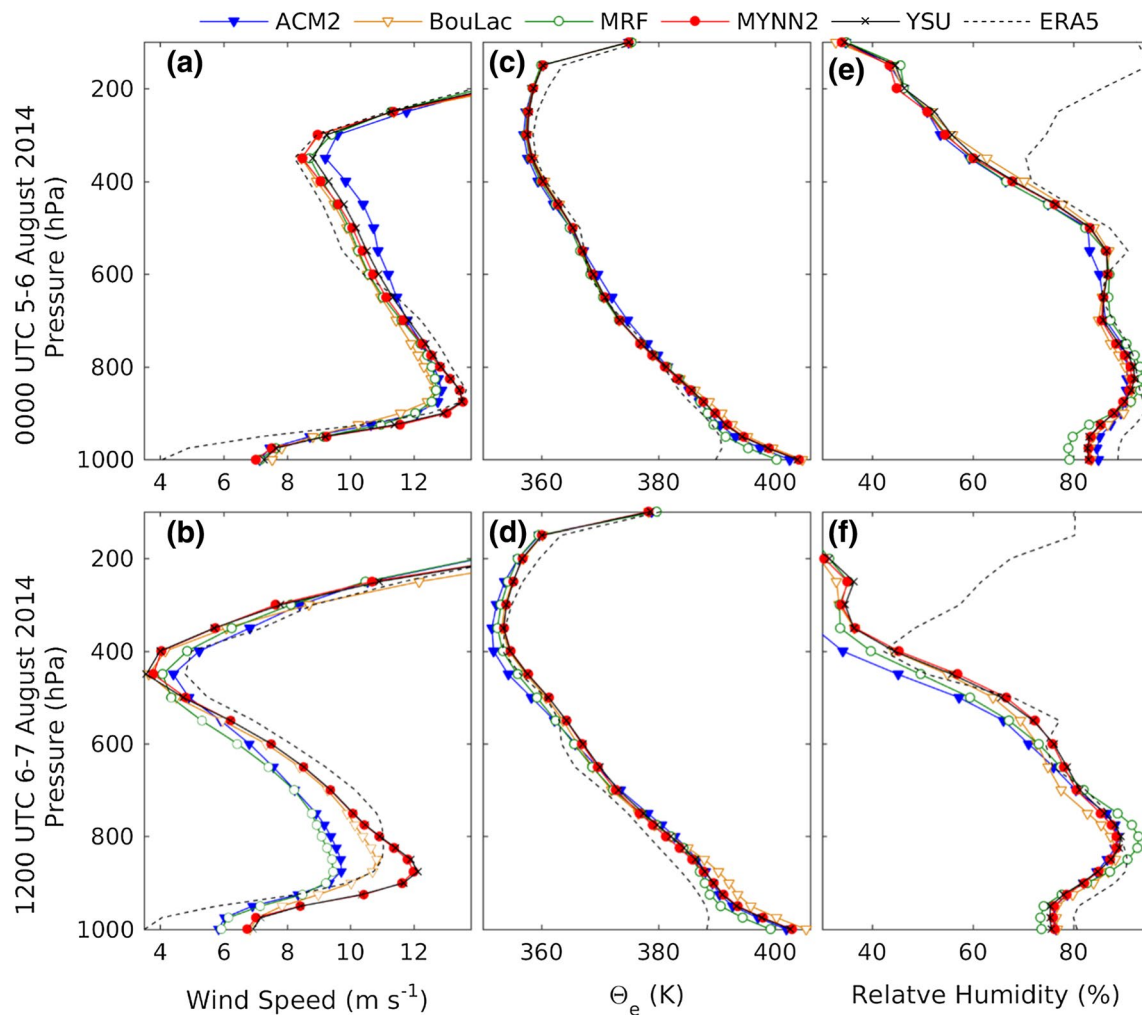 ACM2 BouLac MRF MYNN2 YSU ERA5
(a) (c) (e)
0000 UTC 5-6 August 2014
Pressure (hPa)
200
400
600
800
1000
4 6 8 10 12 360 380 400 40 60 80
(b) (d) (f)
1200 UTC 6-7 August 2014
Pressure (hPa)
200
400
600
800
1000
4 6 8 10 12 360 380 400 40 60 80
Wind Speed (m s⁻¹) Θₑ (K) Relatve Humidity (%)